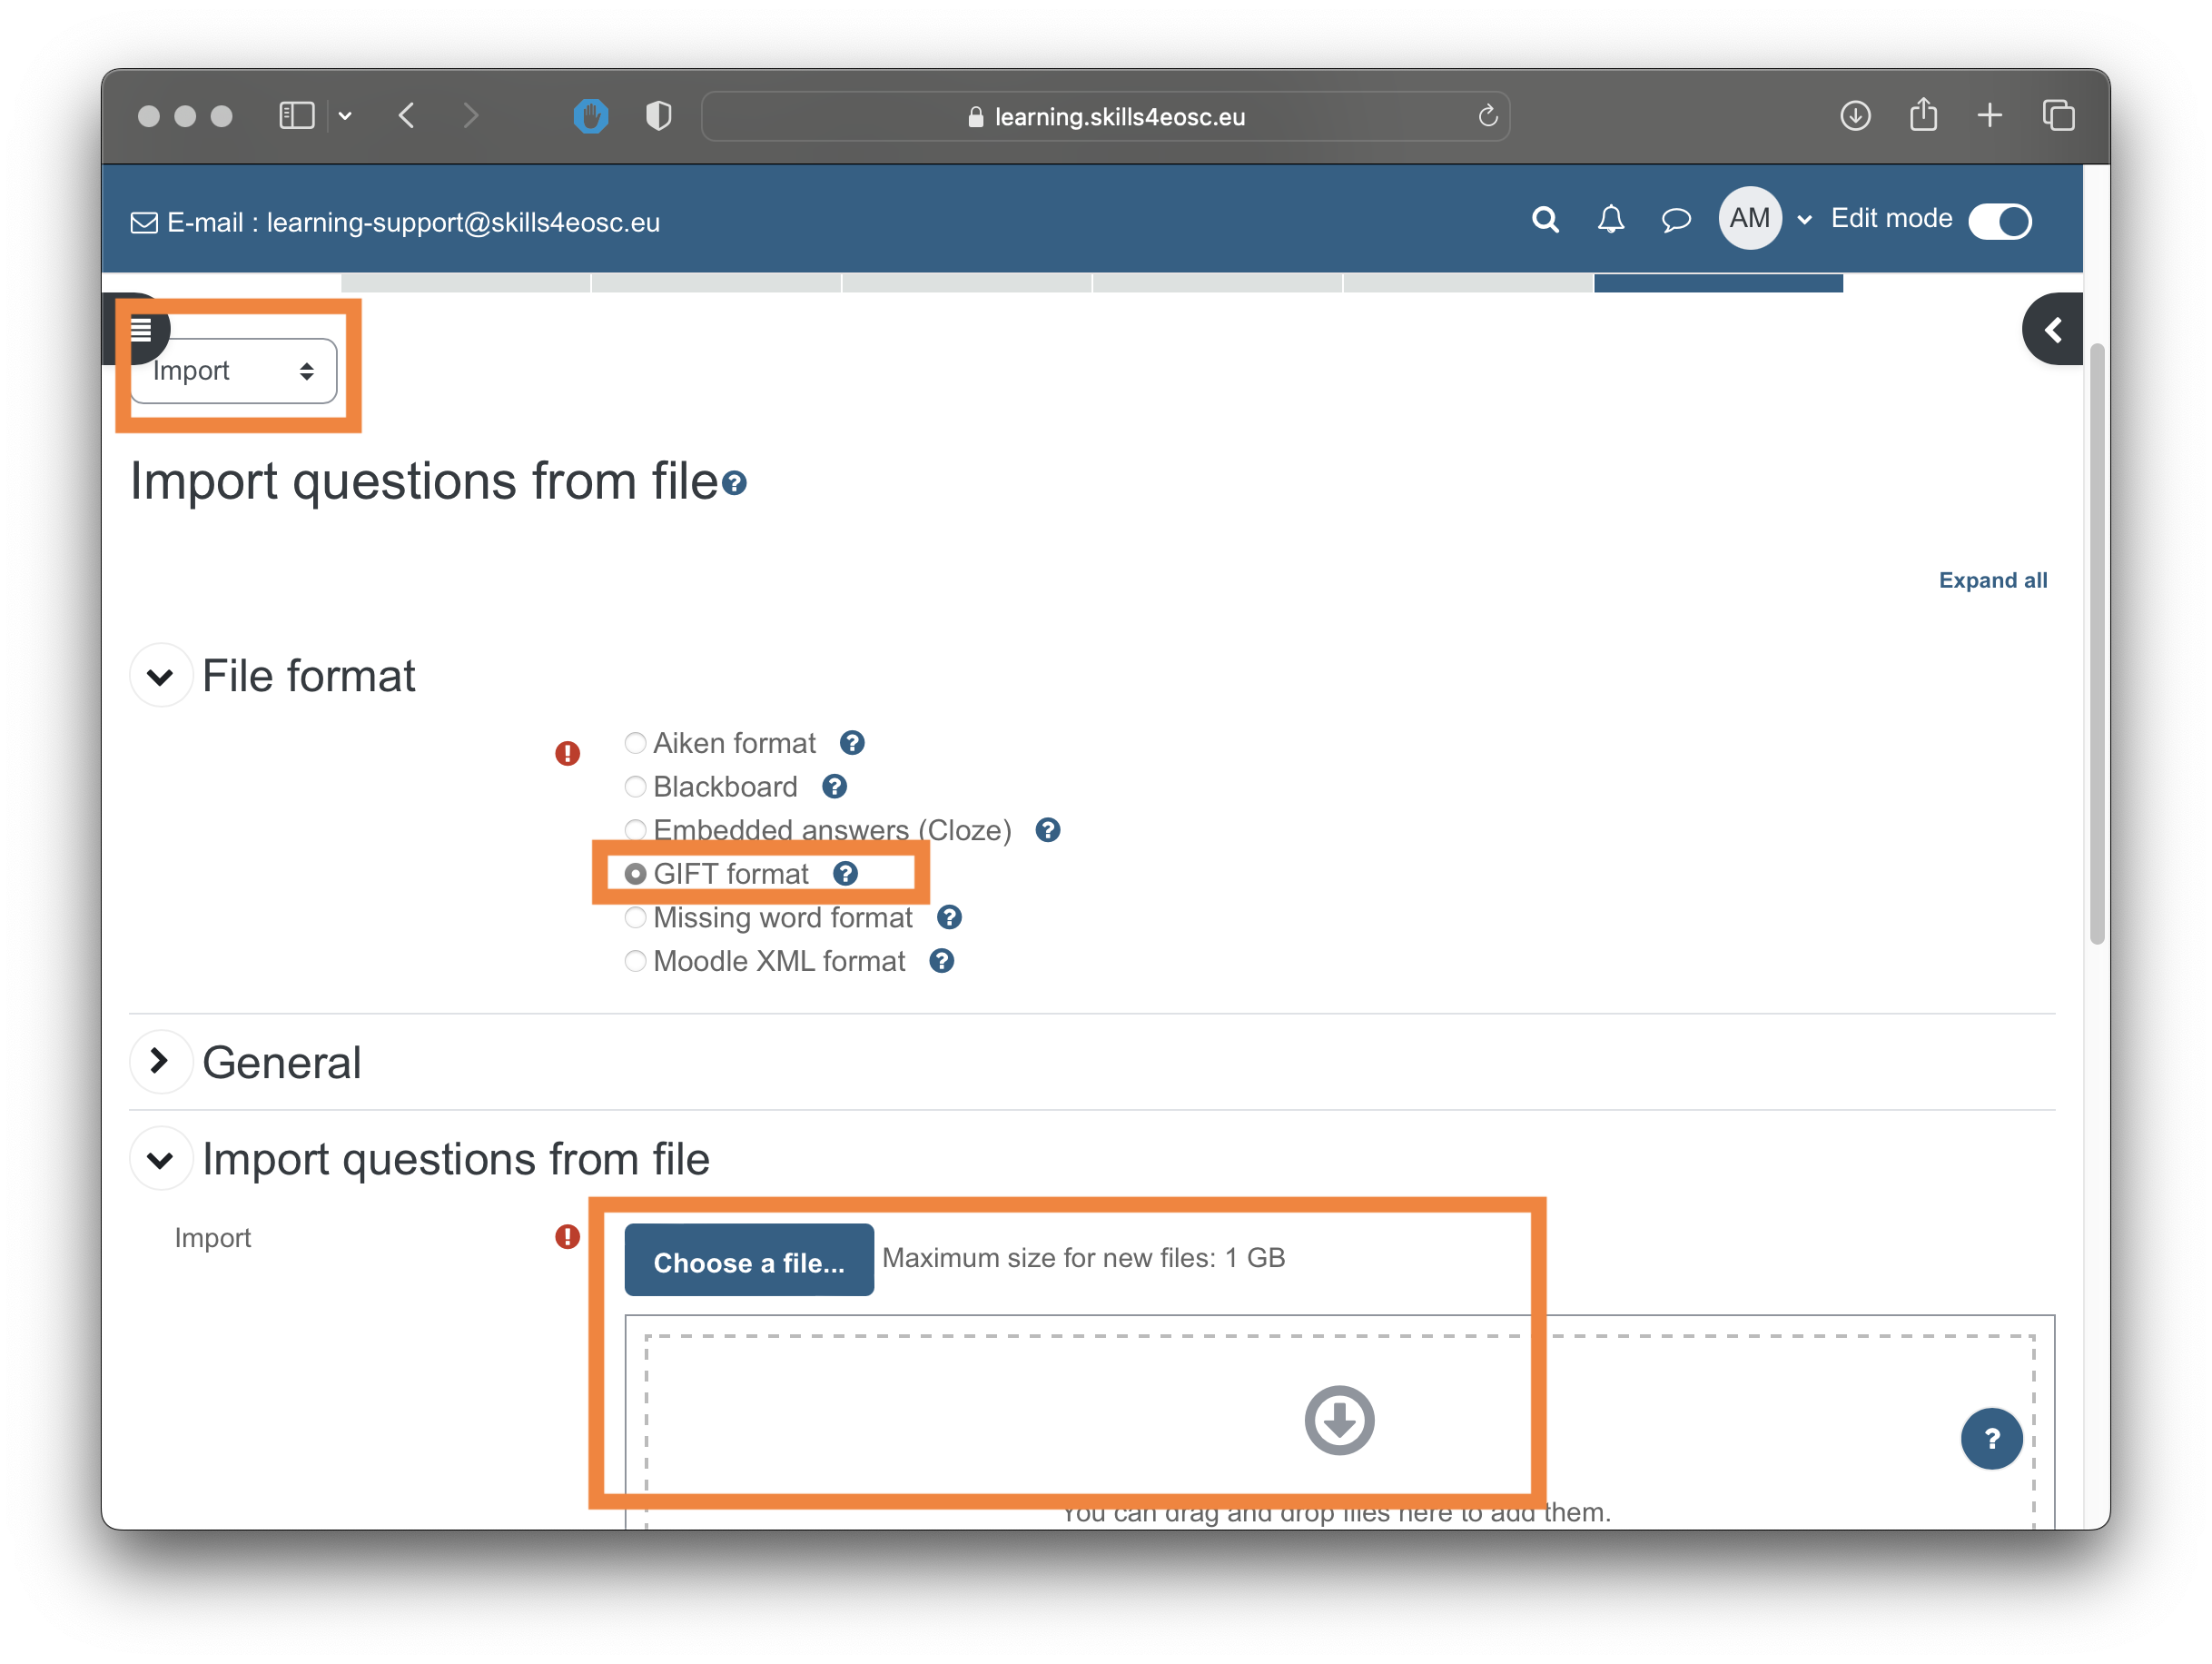 learning.skills4eosc.eu
E-mail : learning-support@skills4eosc.eu
AM
Edit mode
Import
Import questions from file
Expand all
File format
Aiken format
Blackboard
Embedded answers (Cloze)
GIFT format
Missing word format
Moodle XML format
General
Import questions from file
Import
Choose a file...
Maximum size for new files: 1 GB
You can drag and drop files here to add them.